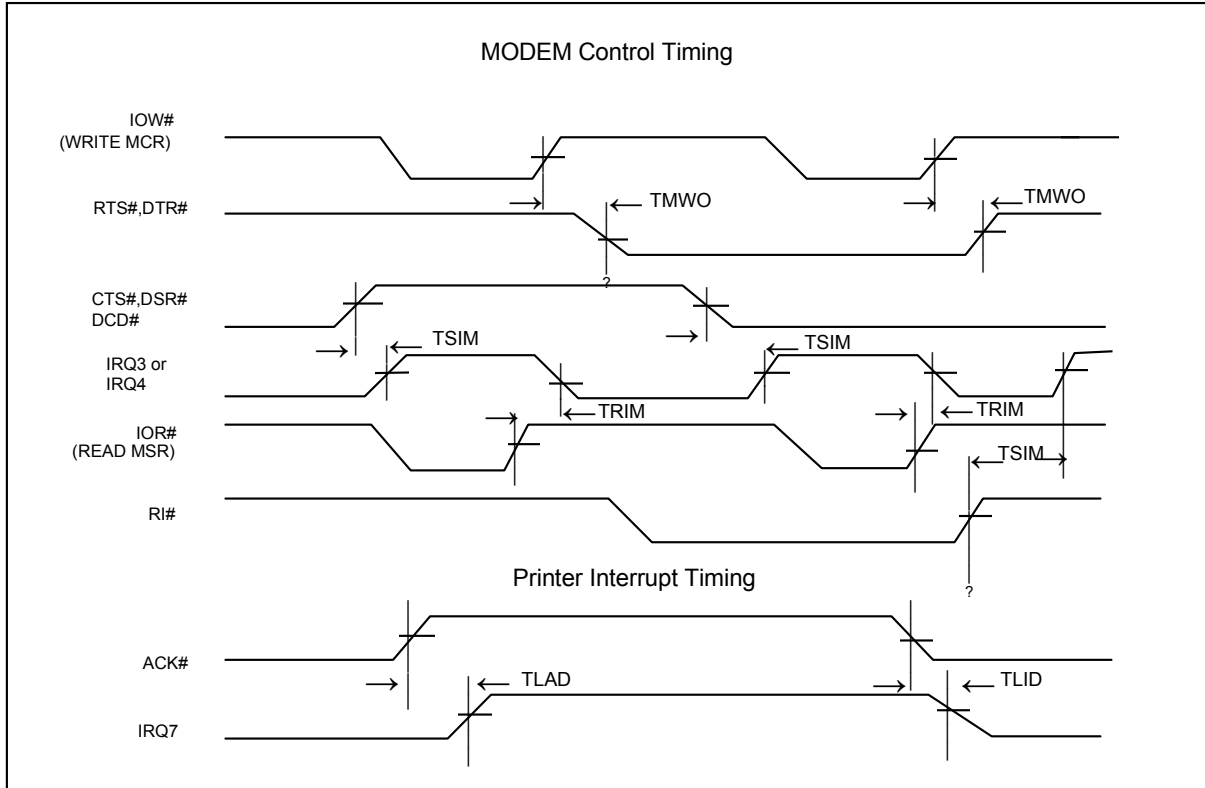 MODEM Control Timing
IOW#
(WRITE MCR)
RTS#,DTR#
TMWO
TMWO
?
CTS#,DSR#
DCD#
TSIM
TSIM
IRQ3 or
IRQ4
TRIM
TRIM
IOR#
(READ MSR)
TSIM
RI#
?
Printer Interrupt Timing
ACK#
TLAD
TLID
IRQ7